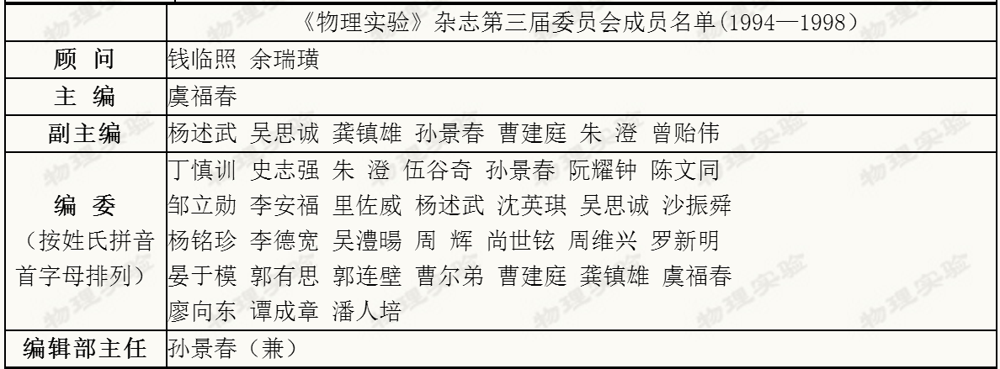 《物理实验》杂志第三届委员会成员名单(1994—1998）
顾 问 钱临照 余瑞璜
主 编 虞福春
副主编 杨述武 吴思诚 龚镇雄 孙景春 曹建庭 朱 澄 曾贻伟
编 委
（按姓氏拼音
首字母排列）
丁慎训 史志强 朱 澄 伍谷奇 孙景春 阮耀钟 陈文同
邹立勋 李安福 里佐威 杨述武 沈英琪 吴思诚 沙振舜
杨铭珍 李德宽 吴澧暘 周 辉 尚世铉 周维兴 罗新明
晏于模 郭有思 郭连壁 曹尔弟 曹建庭 龚镇雄 虞福春
廖向东 谭成章 潘人培
编辑部主任 孙景春（兼）
物理实验